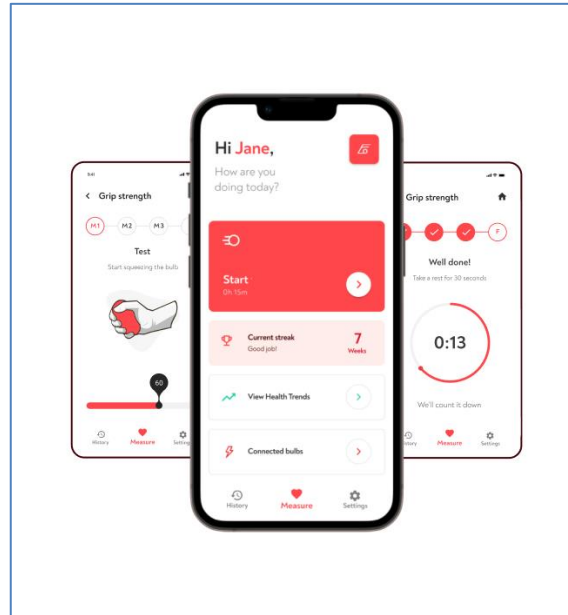 Grip strength
M1
M2
M3
Test
Start squeezing the bulb
60
History
Measure
Settings
Hi Jane,
How are you
doing today?
Start
0h 15m
Current streak
Good job!
7
Weeks
View Health Trends
Connected bulbs
History
Measure
Settings
Grip strength
F
Well done!
Take a rest for 30 seconds
0:13
We'll count it down
Measure
Settings